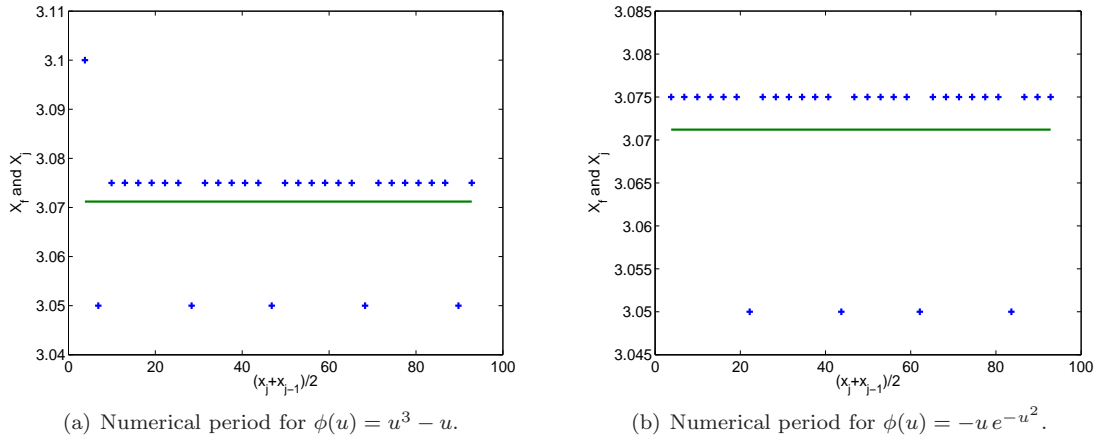 3.11
3.1
3.09
3.08
3.07
3.06
3.05
3.04
X_f and X_j
0 20 40 60 80 100
(x_j+x_{j-1})/2
(a) Numerical period for ϕ(u) = u³ − u.
3.085
3.08
3.075
3.07
3.065
3.06
3.055
3.05
3.045
X_f and X_j
0 20 40 60 80 100
(x_j+x_{j-1})/2
(b) Numerical period for ϕ(u) = −u e^{−u²}.